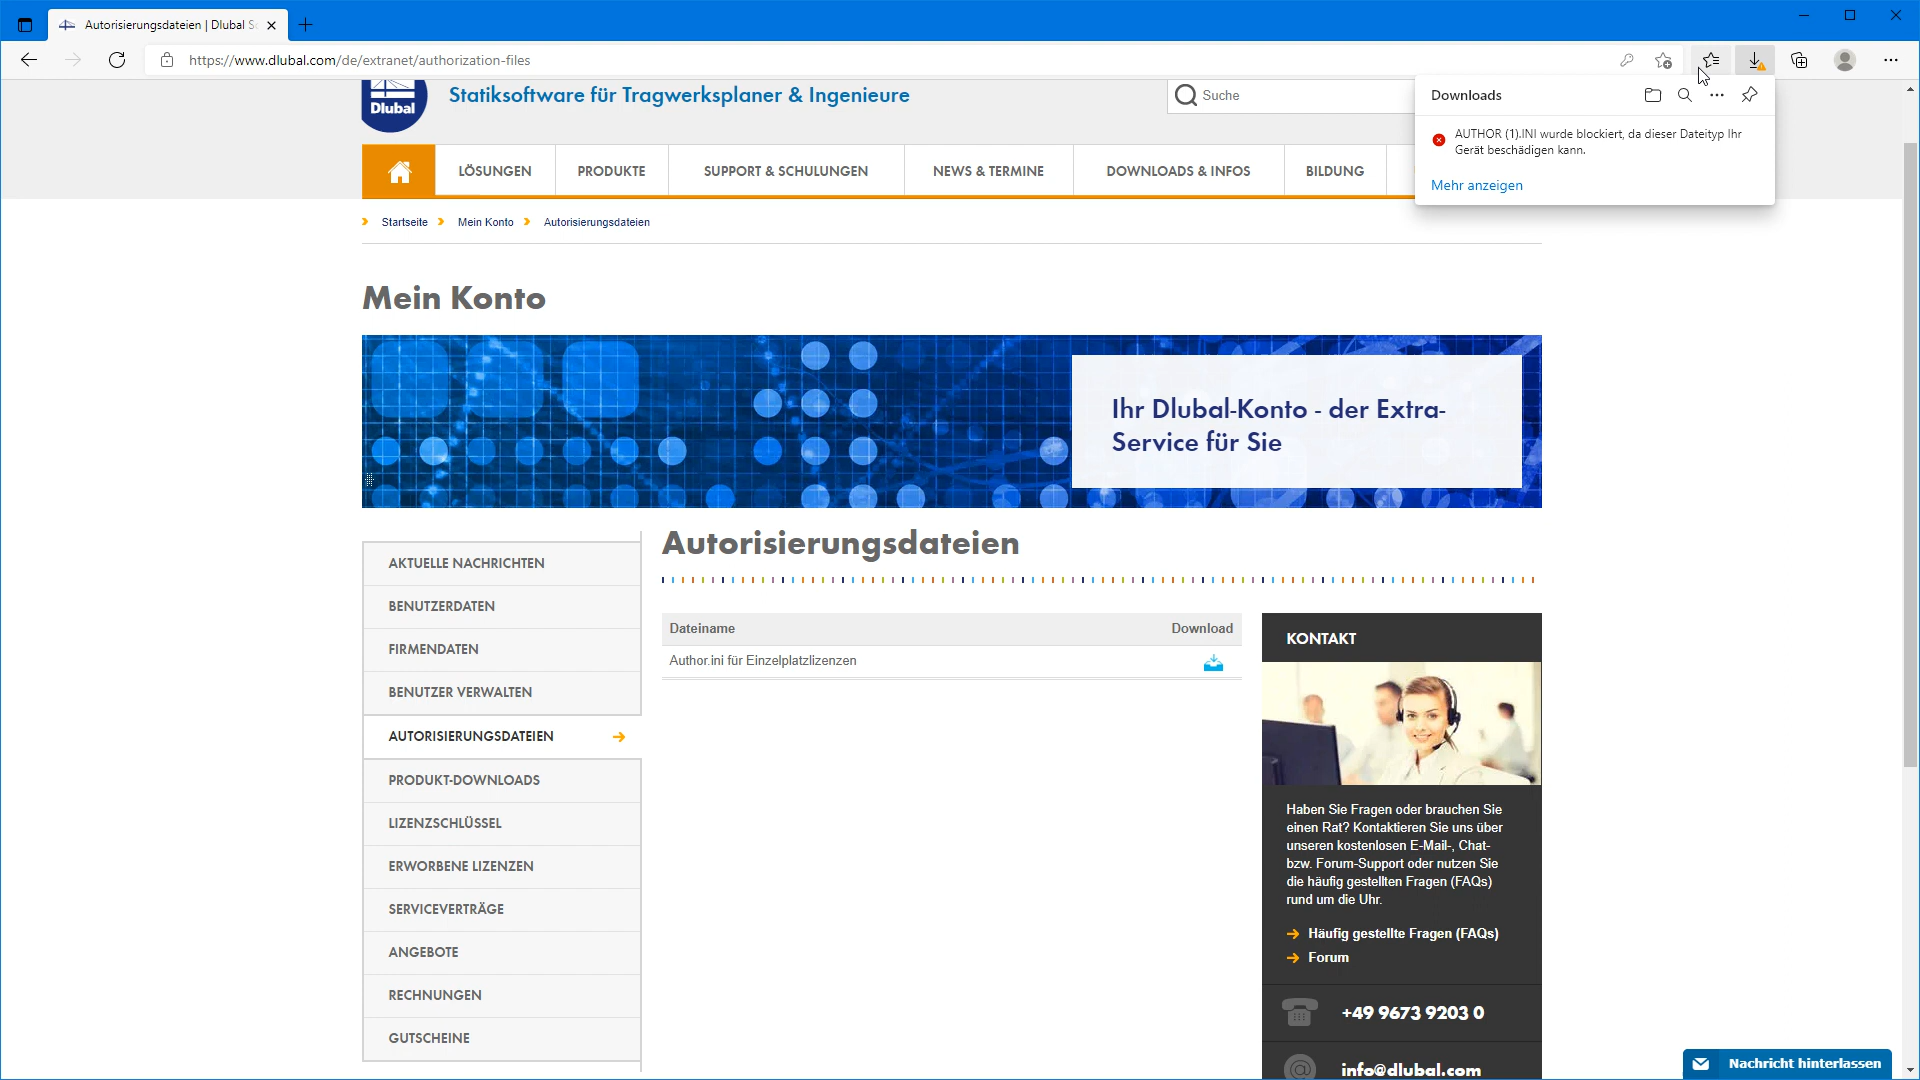 Autorisierungsdateien | Dlubal S
https://www.dlubal.com/de/extranet/authorization-files
Downloads
AUTHOR (1).INI wurde blockiert, da dieser Dateityp Ihr
Gerät beschädigen kann.
Mehr anzeigen
Dlubal
Statiksoftware für Tragwerksplaner & Ingenieure
Suche
LÖSUNGEN
PRODUKTE
SUPPORT & SCHULUNGEN
NEWS & TERMINE
DOWNLOADS & INFOS
BILDUNG
Startseite
Mein Konto
Autorisierungsdateien
Mein Konto
Ihr Dlubal-Konto - der Extra-
Service für Sie
AKTUELLE NACHRICHTEN
BENUTZERDATEN
FIRMENDATEN
BENUTZER VERWALTEN
AUTORISIERUNGSDATEIEN
PRODUKT-DOWNLOADS
LIZENZSCHLÜSSEL
ERWORBENE LIZENZEN
SERVICEVERTRÄGE
ANGEBOTE
RECHNUNGEN
GUTSCHEINE
Autorisierungsdateien
Dateiname Download
Author.ini für Einzelplatzlizenzen
KONTAKT
Haben Sie Fragen oder brauchen Sie
einen Rat? Kontaktieren Sie uns über
unseren kostenlosen E-Mail-, Chat-
bzw. Forum-Support oder nutzen Sie
die häufig gestellten Fragen (FAQs)
rund um die Uhr.
Häufig gestellte Fragen (FAQs)
Forum
+49 9673 9203 0
info@dlubal.com
Nachricht hinterlassen